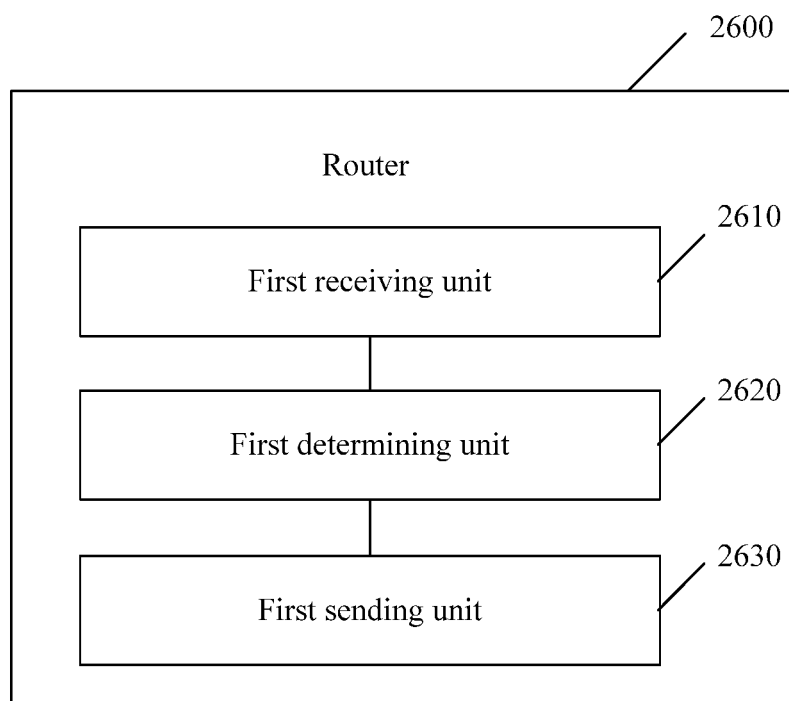 2600
Router
2610
First receiving unit
2620
First determining unit
2630
First sending unit